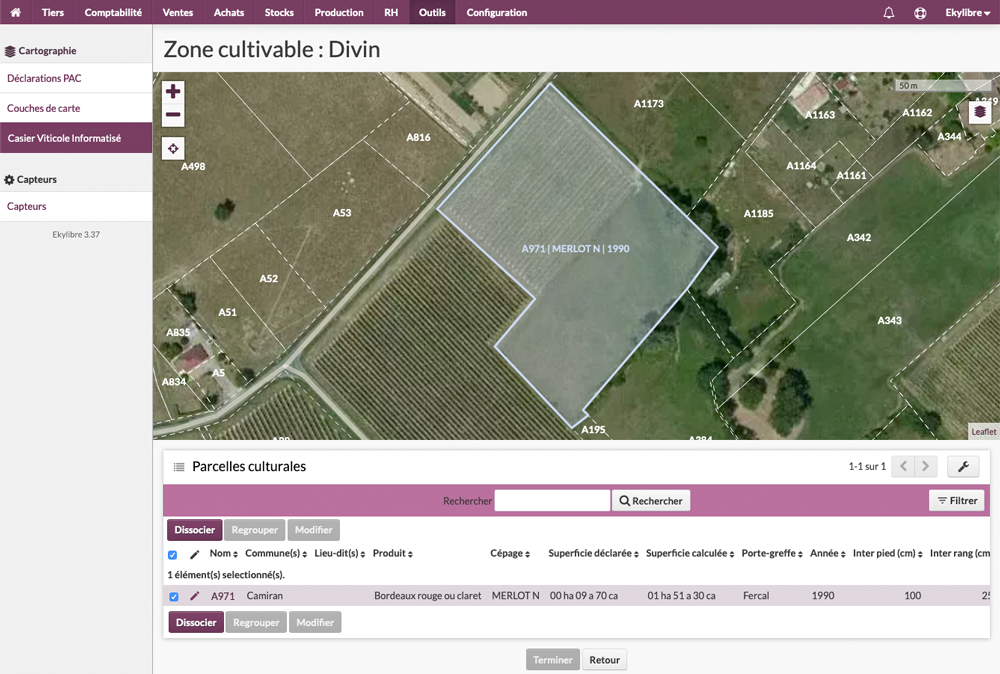 Tiers Comptabilité Ventes Achats Stocks Production RH Outils Configuration Ekylibre
Cartographie
Déclarations PAC
Couches de carte
Casier Viticole Informatisé
Capteurs
Capteurs
Ekylibre 3.37
Zone cultivable : Divin
50 m
A1173
A1163
A1162
A344
A816
A498
A1164
A1161
A53
A1185
A342
A971 | MERLOT N | 1990
A52
A51
A343
A835
A5
A834
A195
Leaflet
Parcelles culturales
1-1 sur 1
Rechercher Rechercher Filtrer
Dissocier Regrouper Modifier
Nom Commune(s) Lieu-dit(s) Produit Cépage Superficie déclarée Superficie calculée Porte-greffe Année Inter pied (cm) Inter rang (cm
1 élément(s) selectionné(s).
A971 Camiran Bordeaux rouge ou claret MERLOT N 00 ha 09 a 70 ca 01 ha 51 a 30 ca Fercal 1990 100
Dissocier Regrouper Modifier
Terminer Retour